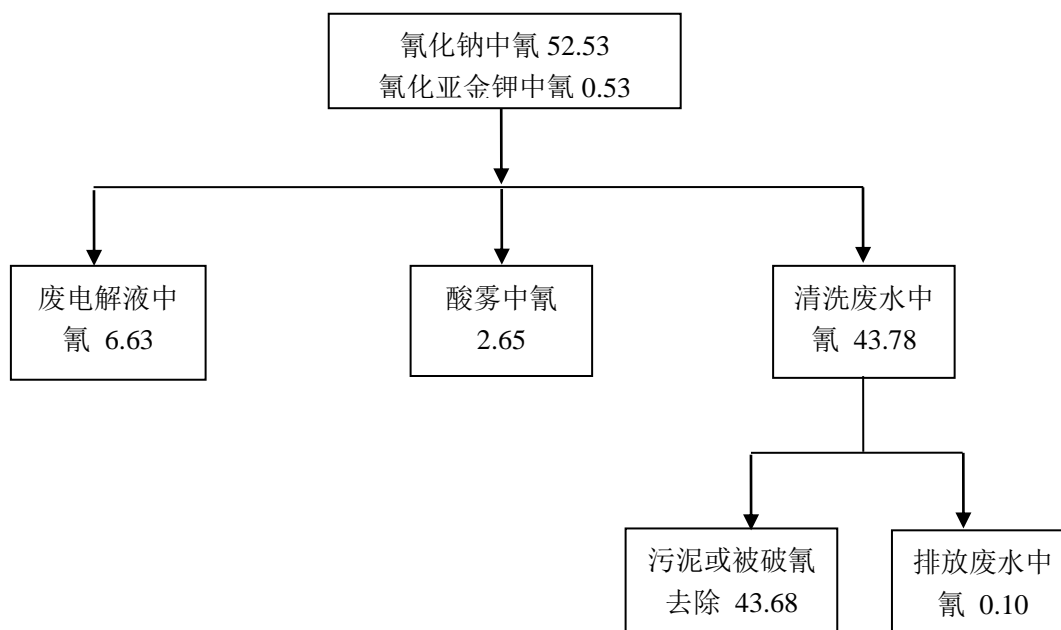 氰化钠中氰 52.53
氰化亚金钾中氰 0.53
废电解液中
氰 6.63
酸雾中氰
2.65
清洗废水中
氰 43.78
污泥或被破氰
去除 43.68
排放废水中
氰 0.10